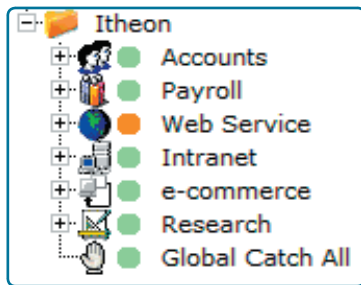 Itheon
Accounts
Payroll
Web Service
Intranet
e-commerce
Research
Global Catch All